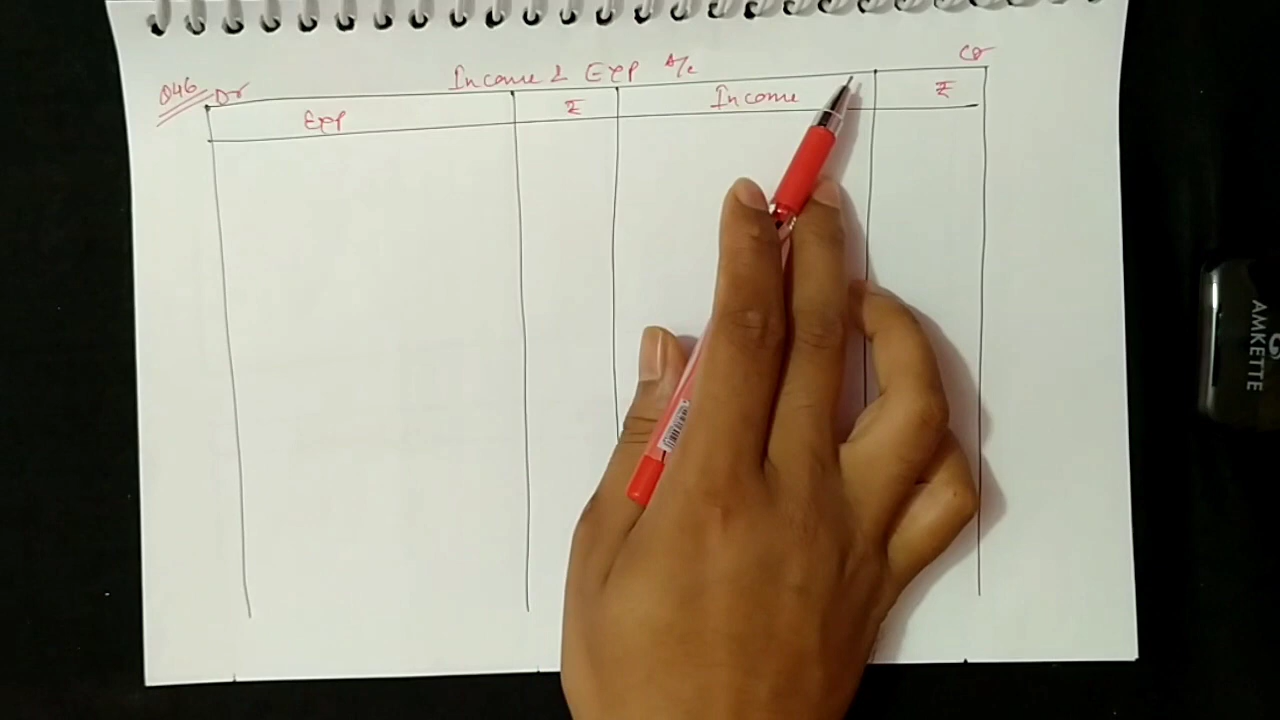 Income & Exp A/c
Q46 Dr Cr
Exp ₹ Income ₹
AMKETTE